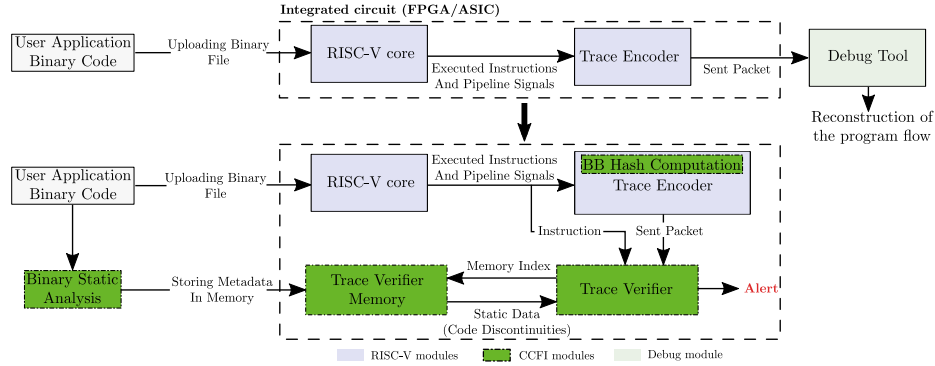 Integrated circuit (FPGA/ASIC)
User Application
Binary Code
Uploading Binary
File
RISC-V core
Executed Instructions
And Pipeline Signals
Trace Encoder
Sent Packet
Debug Tool
Reconstruction of
the program flow
User Application
Binary Code
Uploading Binary
File
RISC-V core
Executed Instructions
And Pipeline Signals
BB Hash Computation
Trace Encoder
Instruction
Sent Packet
Binary Static
Analysis
Storing Metadata
In Memory
Trace Verifier
Memory
Memory Index
Static Data
(Code Discontinuities)
Trace Verifier
Alert
RISC-V modules
CCFI modules
Debug module